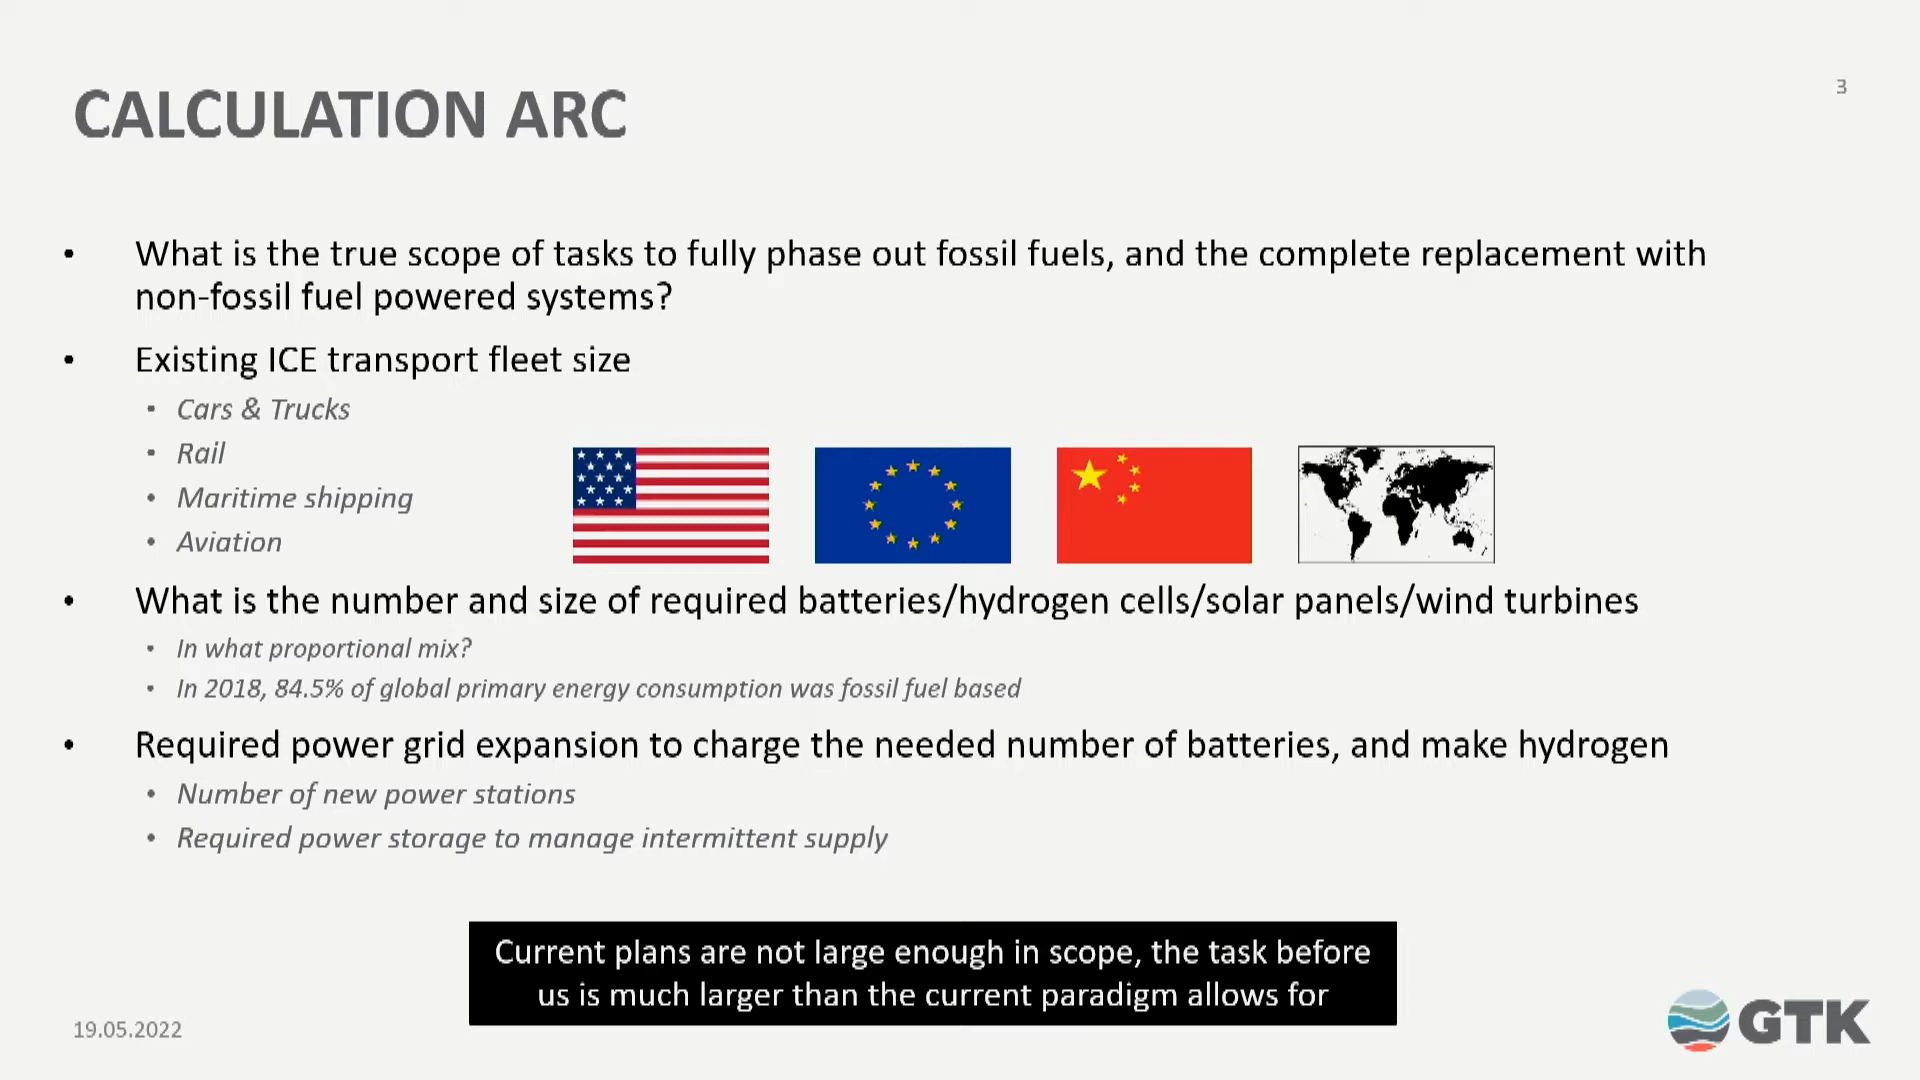 CALCULATION ARC
3
• What is the true scope of tasks to fully phase out fossil fuels, and the complete replacement with
non-fossil fuel powered systems?
• Existing ICE transport fleet size
• Cars & Trucks
• Rail
• Maritime shipping
• Aviation
• What is the number and size of required batteries/hydrogen cells/solar panels/wind turbines
• In what proportional mix?
• In 2018, 84.5% of global primary energy consumption was fossil fuel based
• Required power grid expansion to charge the needed number of batteries, and make hydrogen
• Number of new power stations
• Required power storage to manage intermittent supply
Current plans are not large enough in scope, the task before
us is much larger than the current paradigm allows for
19.05.2022
GTK